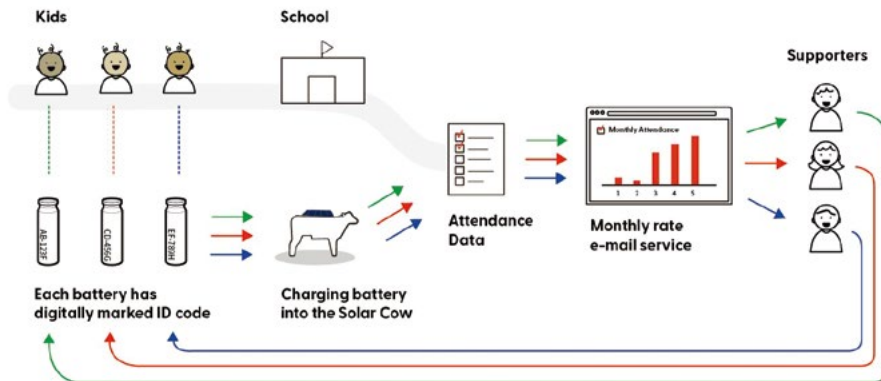 Kids
School
Supporters
Monthly Attendance
1 2 3 4 5
AB-123F
CD-456G
EF-789H
Attendance
Data
Monthly rate
e-mail service
Each battery has
digitally marked ID code
Charging battery
into the Solar Cow